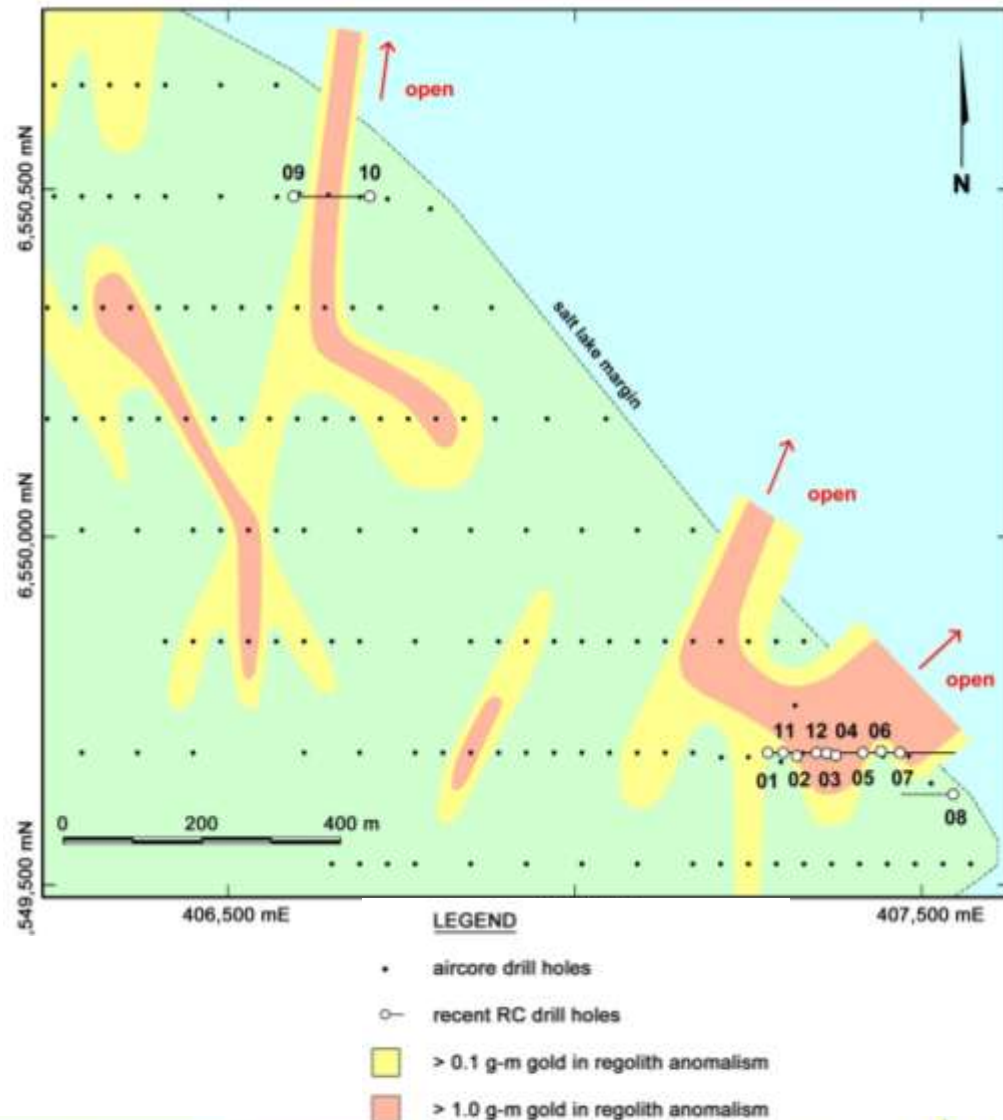 open
09 10
N
6,550,500 mN
salt lake margin
6,550,000 mN
open
open
11 12 04 06
01 02 03 05 07
08
0 200 400 m
,549,500 mN
406,500 mE 407,500 mE
LEGEND
aircore drill holes
recent RC drill holes
> 0.1 g-m gold in regolith anomalism
> 1.0 g-m gold in regolith anomalism